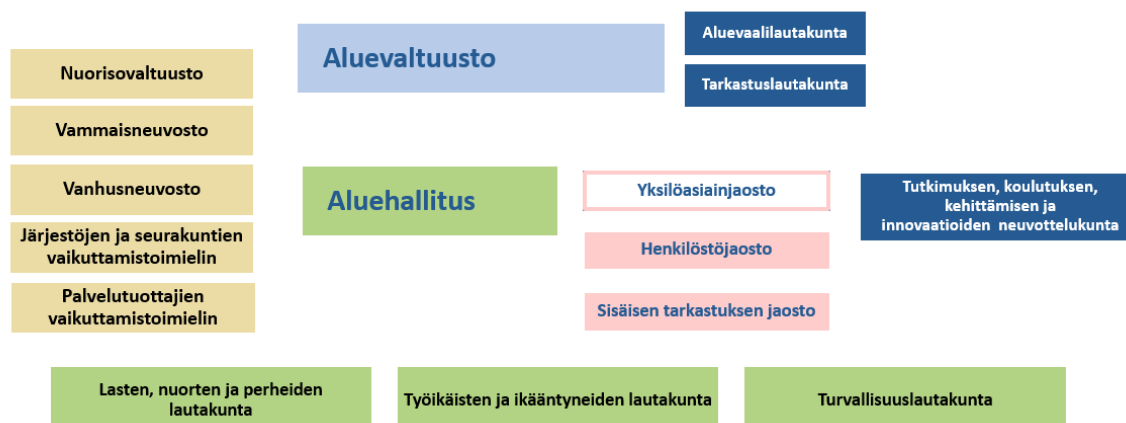 Aluevaltuusto
Aluevaalilautakunta
Tarkastuslautakunta
Nuorisovaltuusto
Vammaisneuvosto
Vanhusneuvosto
Järjestöjen ja seurakuntien
vaikuttamistoimielin
Palvelutuottajien
vaikuttamistoimielin
Aluehallitus
Yksilöasiainjaosto
Henkilöstöjaosto
Sisäisen tarkastuksen jaosto
Tutkimuksen, koulutuksen,
kehittämisen ja
innovaatioiden neuvottelukunta
Lasten, nuorten ja perheiden
lautakunta
Työikäisten ja ikääntyneiden lautakunta
Turvallisuuslautakunta